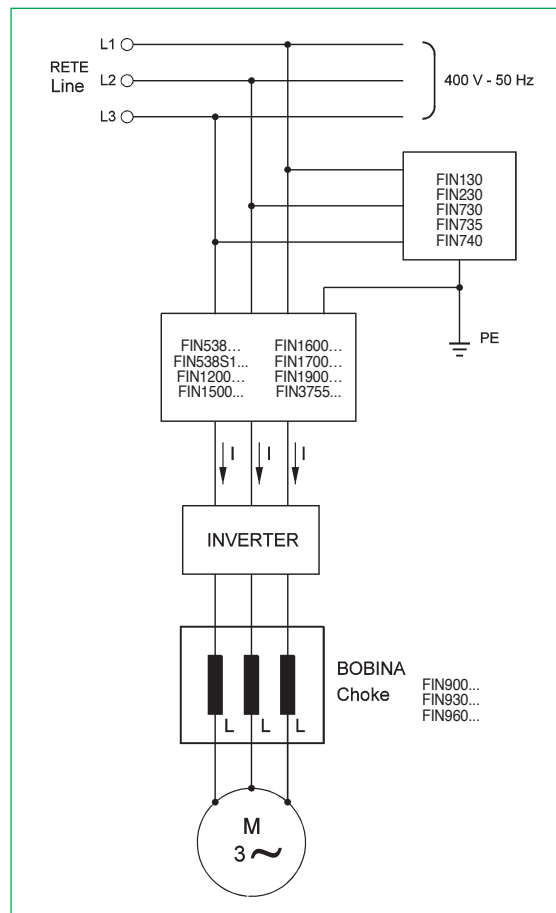 L1
RETE
Line
L2
400 V - 50 Hz
L3
FIN130
FIN230
FIN730
FIN735
FIN740
PE
FIN538…
FIN538S1...
FIN1200…
FIN1500...
FIN1600…
FIN1700…
FIN1900…
FIN3755...
I
I
I
INVERTER
BOBINA
Choke
FIN900...
FIN930...
FIN960...
L
L
L
M
3 ~